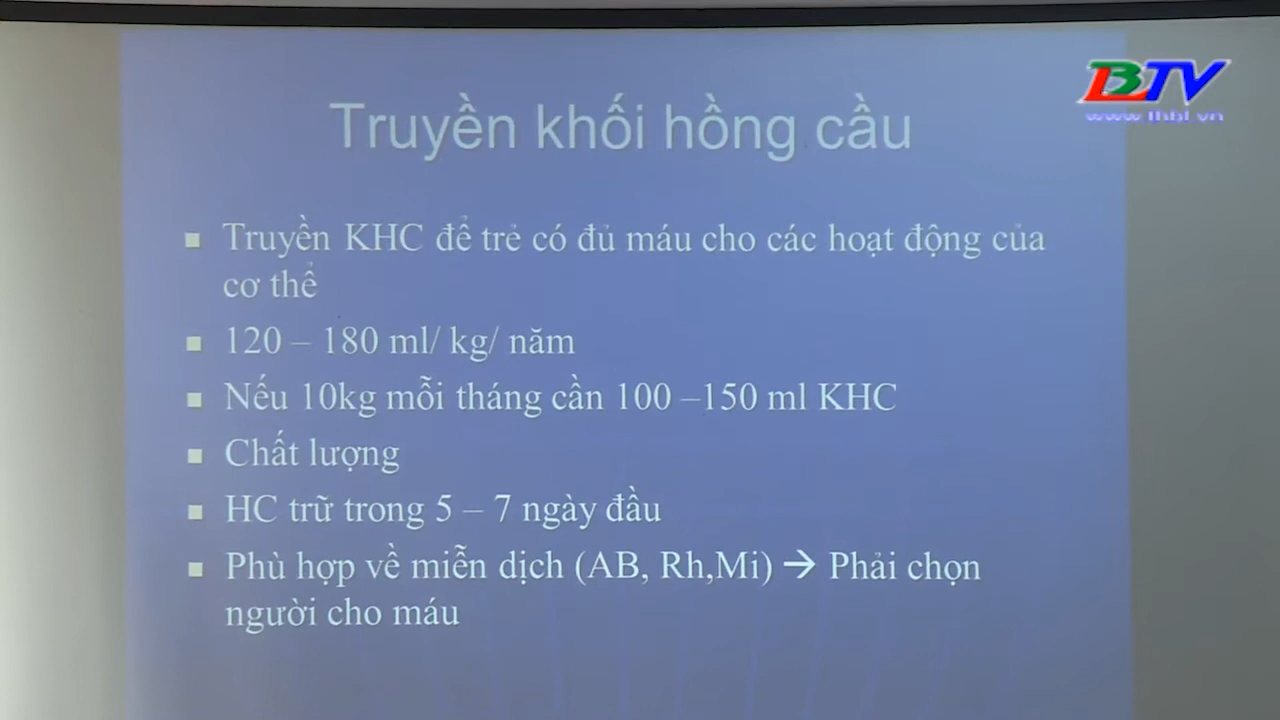 BTV
www.thbt.vn
Truyền khối hồng cầu
Truyền KHC để trẻ có đủ máu cho các hoạt động của
cơ thể
120 – 180 ml/ kg/ năm
Nếu 10kg mỗi tháng cần 100 –150 ml KHC
Chất lượng
HC trữ trong 5 – 7 ngày đầu
Phù hợp về miễn dịch (AB, Rh,Mi) → Phải chọn
người cho máu